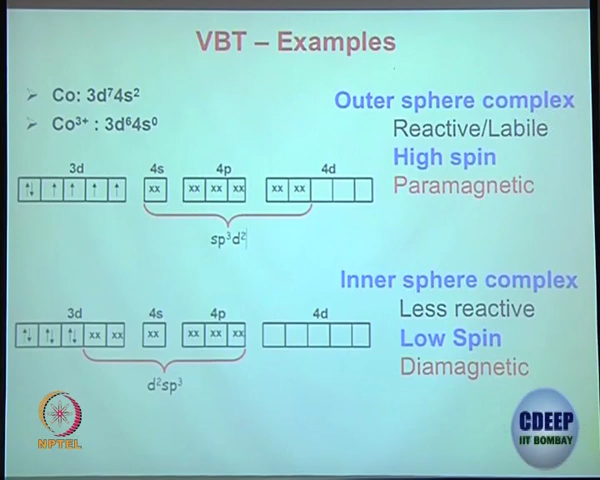 VBT – Examples
➢ Co: 3d⁷4s²
➢ Co³⁺ : 3d⁶4s⁰
Outer sphere complex
Reactive/Labile
High spin
Paramagnetic
3d 4s 4p 4d
↑↓ ↑ ↑ ↑ ↑ xx xx xx xx xx xx
sp³d²
Inner sphere complex
Less reactive
Low Spin
Diamagnetic
3d 4s 4p 4d
↑↓ ↑↓ ↑↓ xx xx xx xx xx xx
d²sp³
NPTEL
CDEEP
IIT BOMBAY